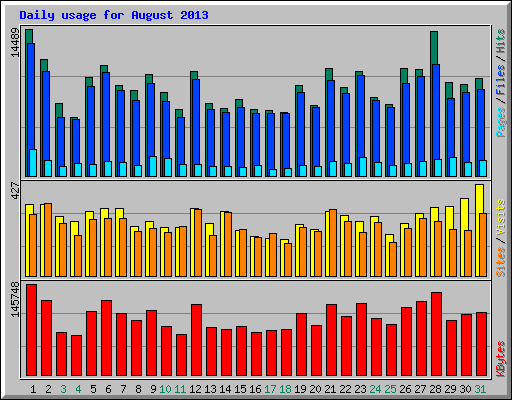 Daily usage for August 2013
14489
Pages / Files / Hits
427
Sites / Visits
145748
KBytes
1 2 3 4 5 6 7 8 9 10 11 12 13 14 15 16 17 18 19 20 21 22 23 24 25 26 27 28 29 30 31